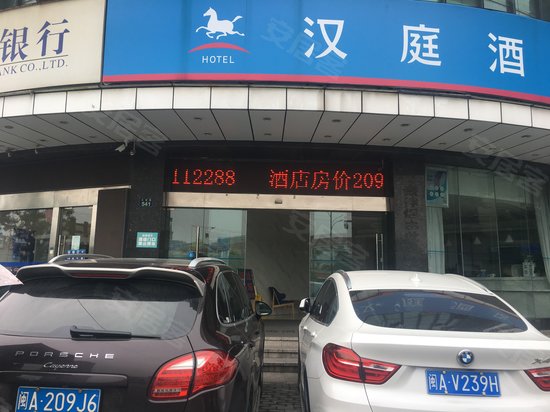 银行
ANK CO.,LTD.
HOTEL
汉庭酒
112288 酒店房价209
541
PORSCHE
Cayenne
闽A·209J6
闽A·V239H